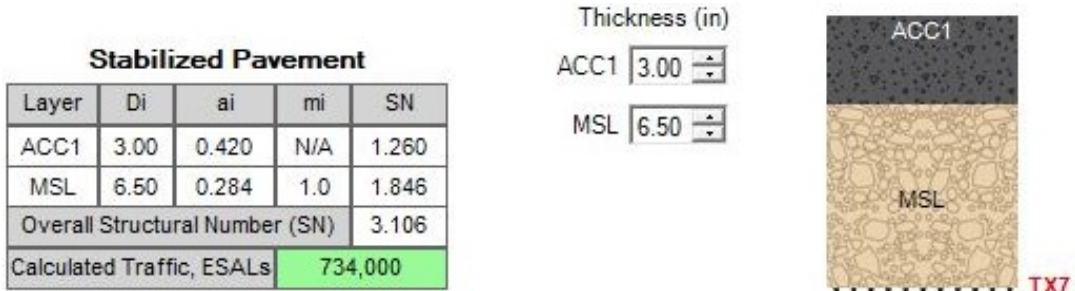 Stabilized Pavement
Layer Di ai mi SN
ACC1 3.00 0.420 N/A 1.260
MSL 6.50 0.284 1.0 1.846
Overall Structural Number (SN) 3.106
Calculated Traffic, ESALs 734,000
Thickness (in)
ACC1 3.00
MSL 6.50
ACC1
MSL
TX7